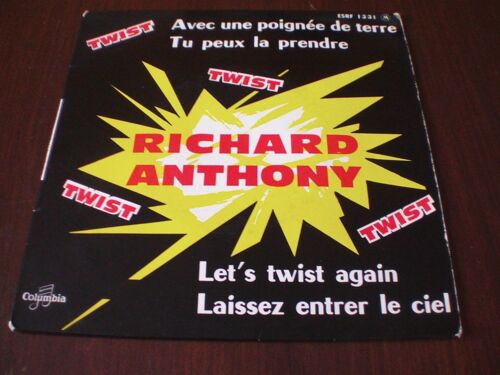 ESRF 1331 M
TWIST
Avec une poignée de terre
Tu peux la prendre
TWIST
RICHARD
ANTHONY
TWIST
TWIST
Let's twist again
Laissez entrer le ciel
Columbia